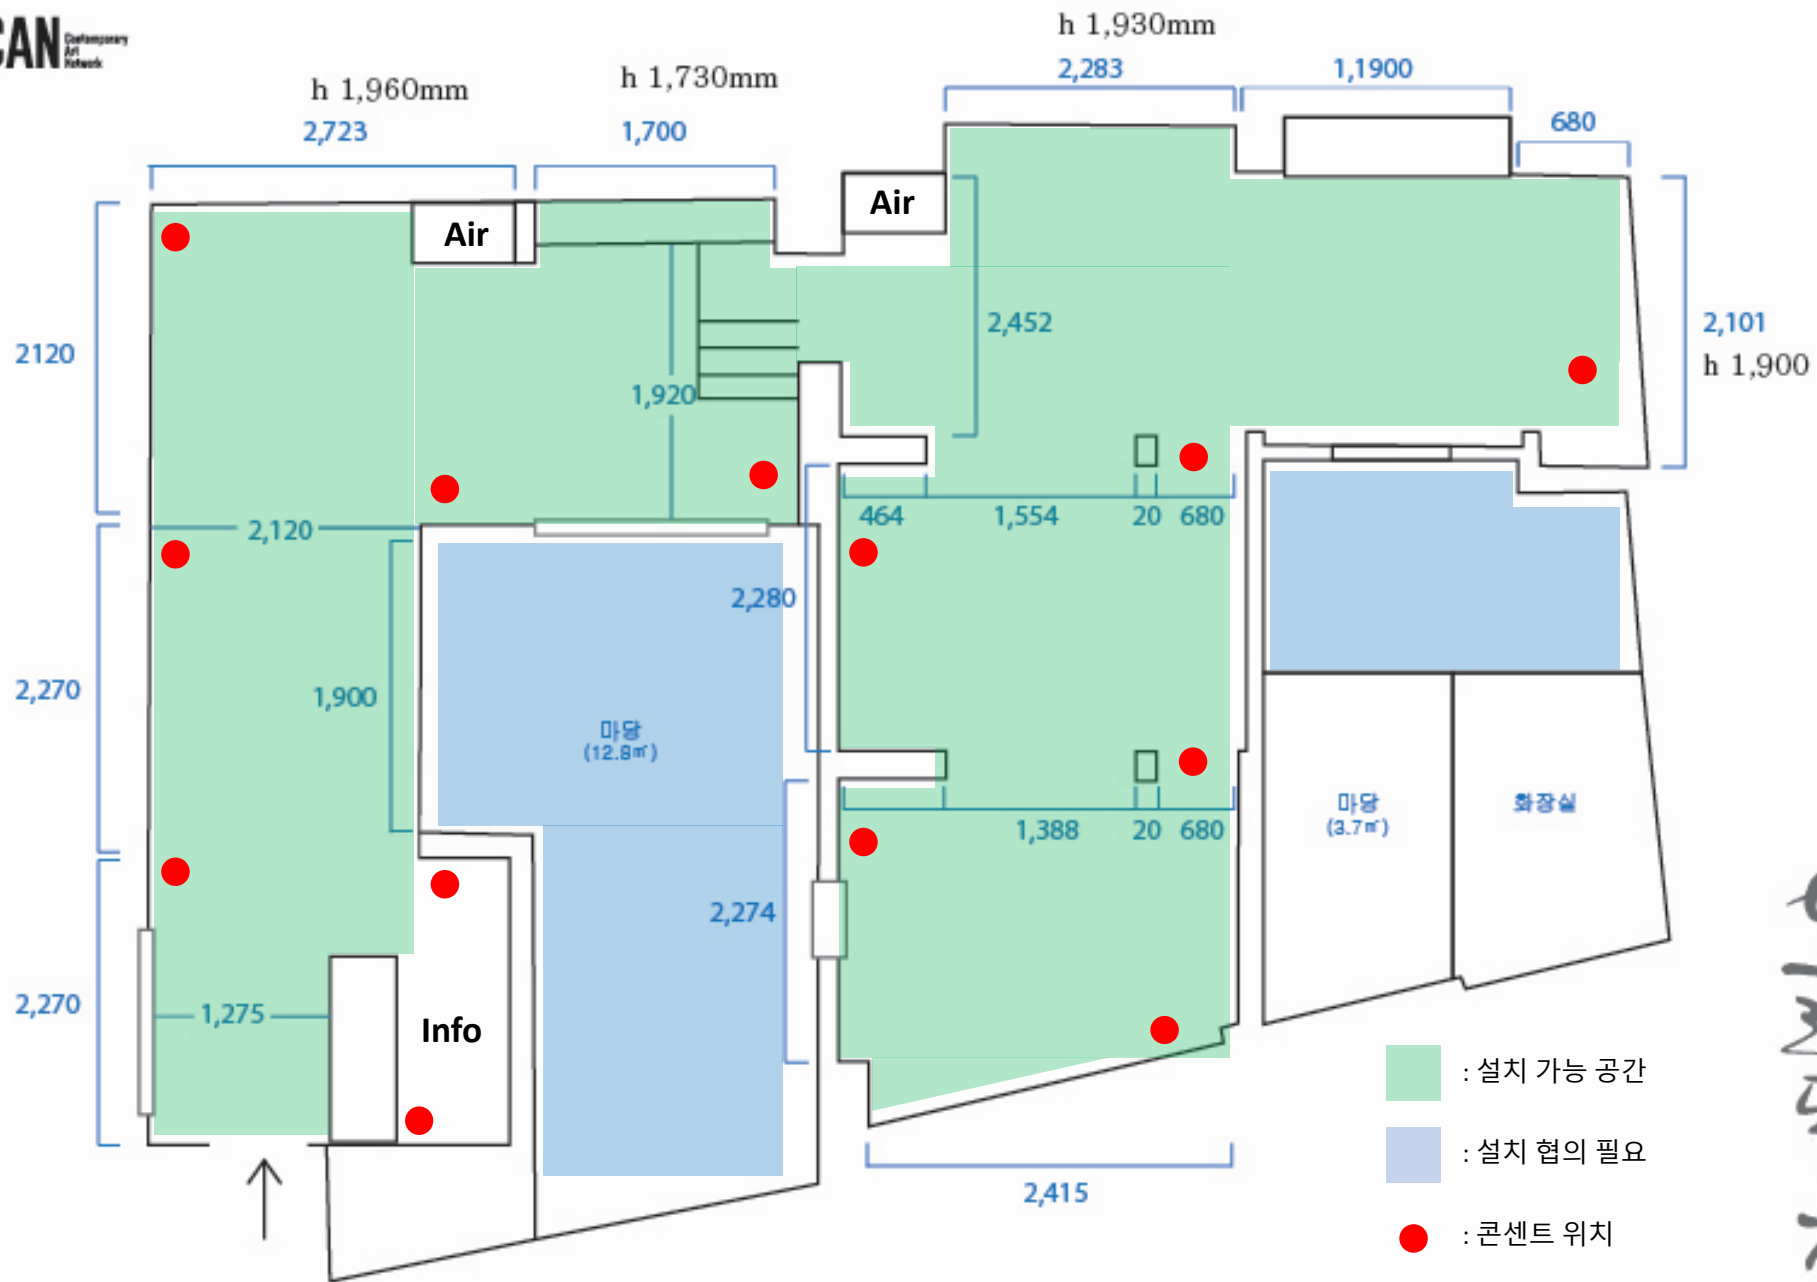 CAN Contemporary
Art
Network
h 1,960mm
h 1,730mm
h 1,930mm
2,723
1,700
2,283
1,1900
680
Air
Air
2120
2,452
2,101
h 1,900
1,920
2,120
464
1,554
20
680
2,280
2,270
1,900
마당
(12.8㎡)
1,388
20
680
마당
(3.7㎡)
화장실
2,274
2,270
1,275
Info
2,415
: 설치 가능 공간
: 설치 협의 필요
: 콘센트 위치